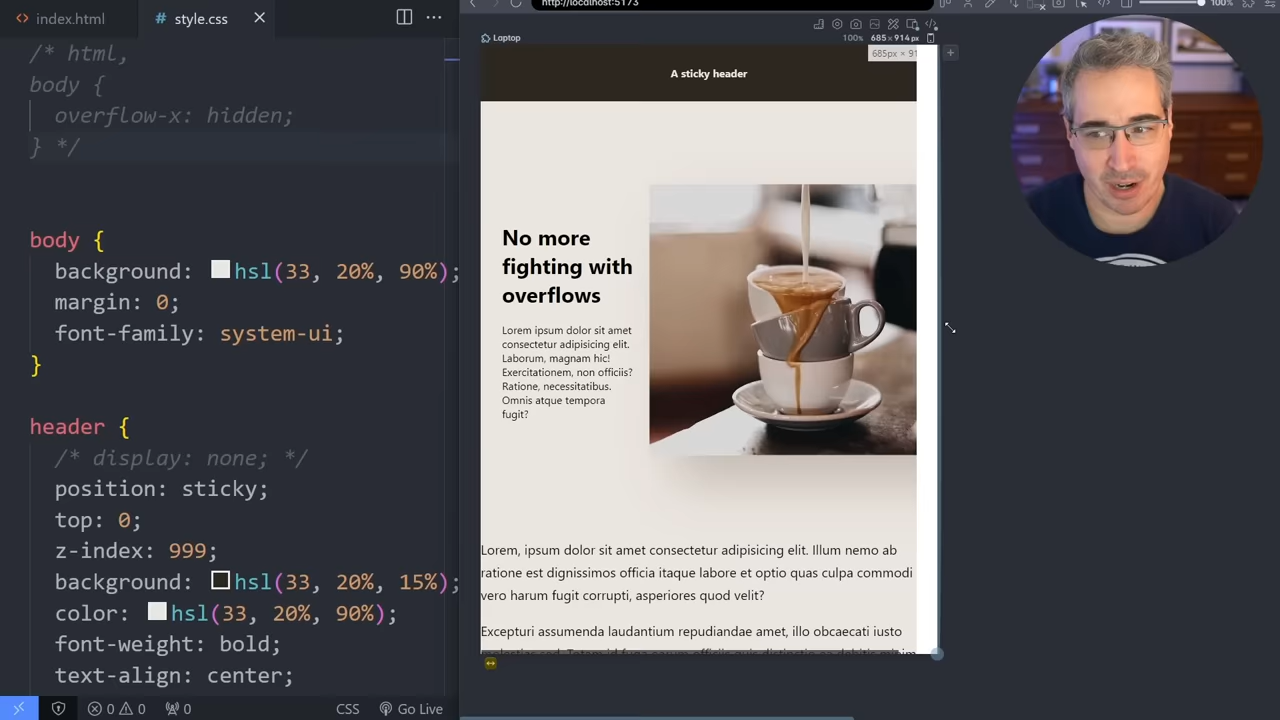 index.html
# style.css
/* html,
body {
overflow-x: hidden;
} */
body {
background: hsl(33, 20%, 90%);
margin: 0;
font-family: system-ui;
}
header {
/* display: none; */
position: sticky;
top: 0;
z-index: 999;
background: hsl(33, 20%, 15%);
color: hsl(33, 20%, 90%);
font-weight: bold;
text-align: center;
0 0 0
CSS
Go Live
http://localhost:5173
100%
Laptop
100% 685 x 914 px
685px × 91
A sticky header
No more
fighting with
overflows
Lorem ipsum dolor sit amet
consectetur adipisicing elit.
Laborum, magnam hic!
Exercitationem, non officiis?
Ratione, necessitatibus.
Omnis atque tempora
fugit?
Lorem, ipsum dolor sit amet consectetur adipisicing elit. Illum nemo ab
ratione est dignissimos officia itaque labore et optio quas culpa commodi
vero harum fugit corrupti, asperiores quod velit?
Excepturi assumenda laudantium repudiandae amet, illo obcaecati iusto